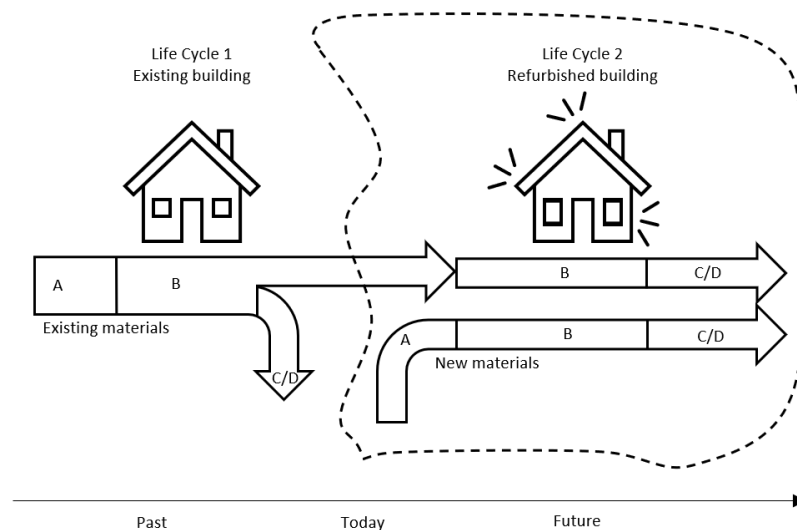 Life Cycle 1
Existing building
Life Cycle 2
Refurbished building
A
B
B
C/D
Existing materials
C/D
A
B
C/D
New materials
Past
Today
Future